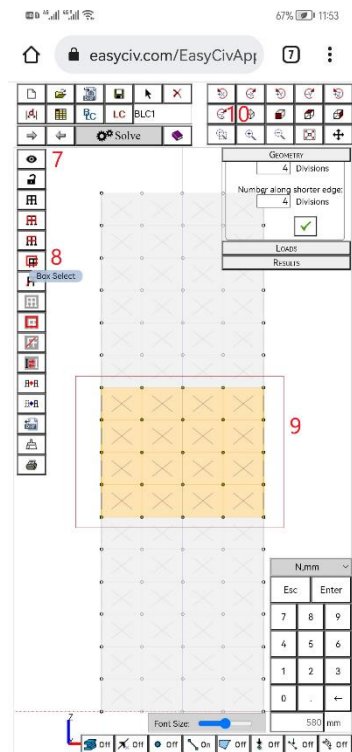 67% 11:53
easyciv.com/EasyCivApp
7
BLC
LC
BLC1
10
Solve
7
GEOMETRY
4 Divisions
Number along shorter edge:
4 Divisions
8
LOADS
RESULTS
Box Select
9
N,mm
Esc Enter
7 8 9
4 5 6
1 2 3
0 . ←
Font Size:
580 mm
Z
Off Off Off On Off Off Off Off